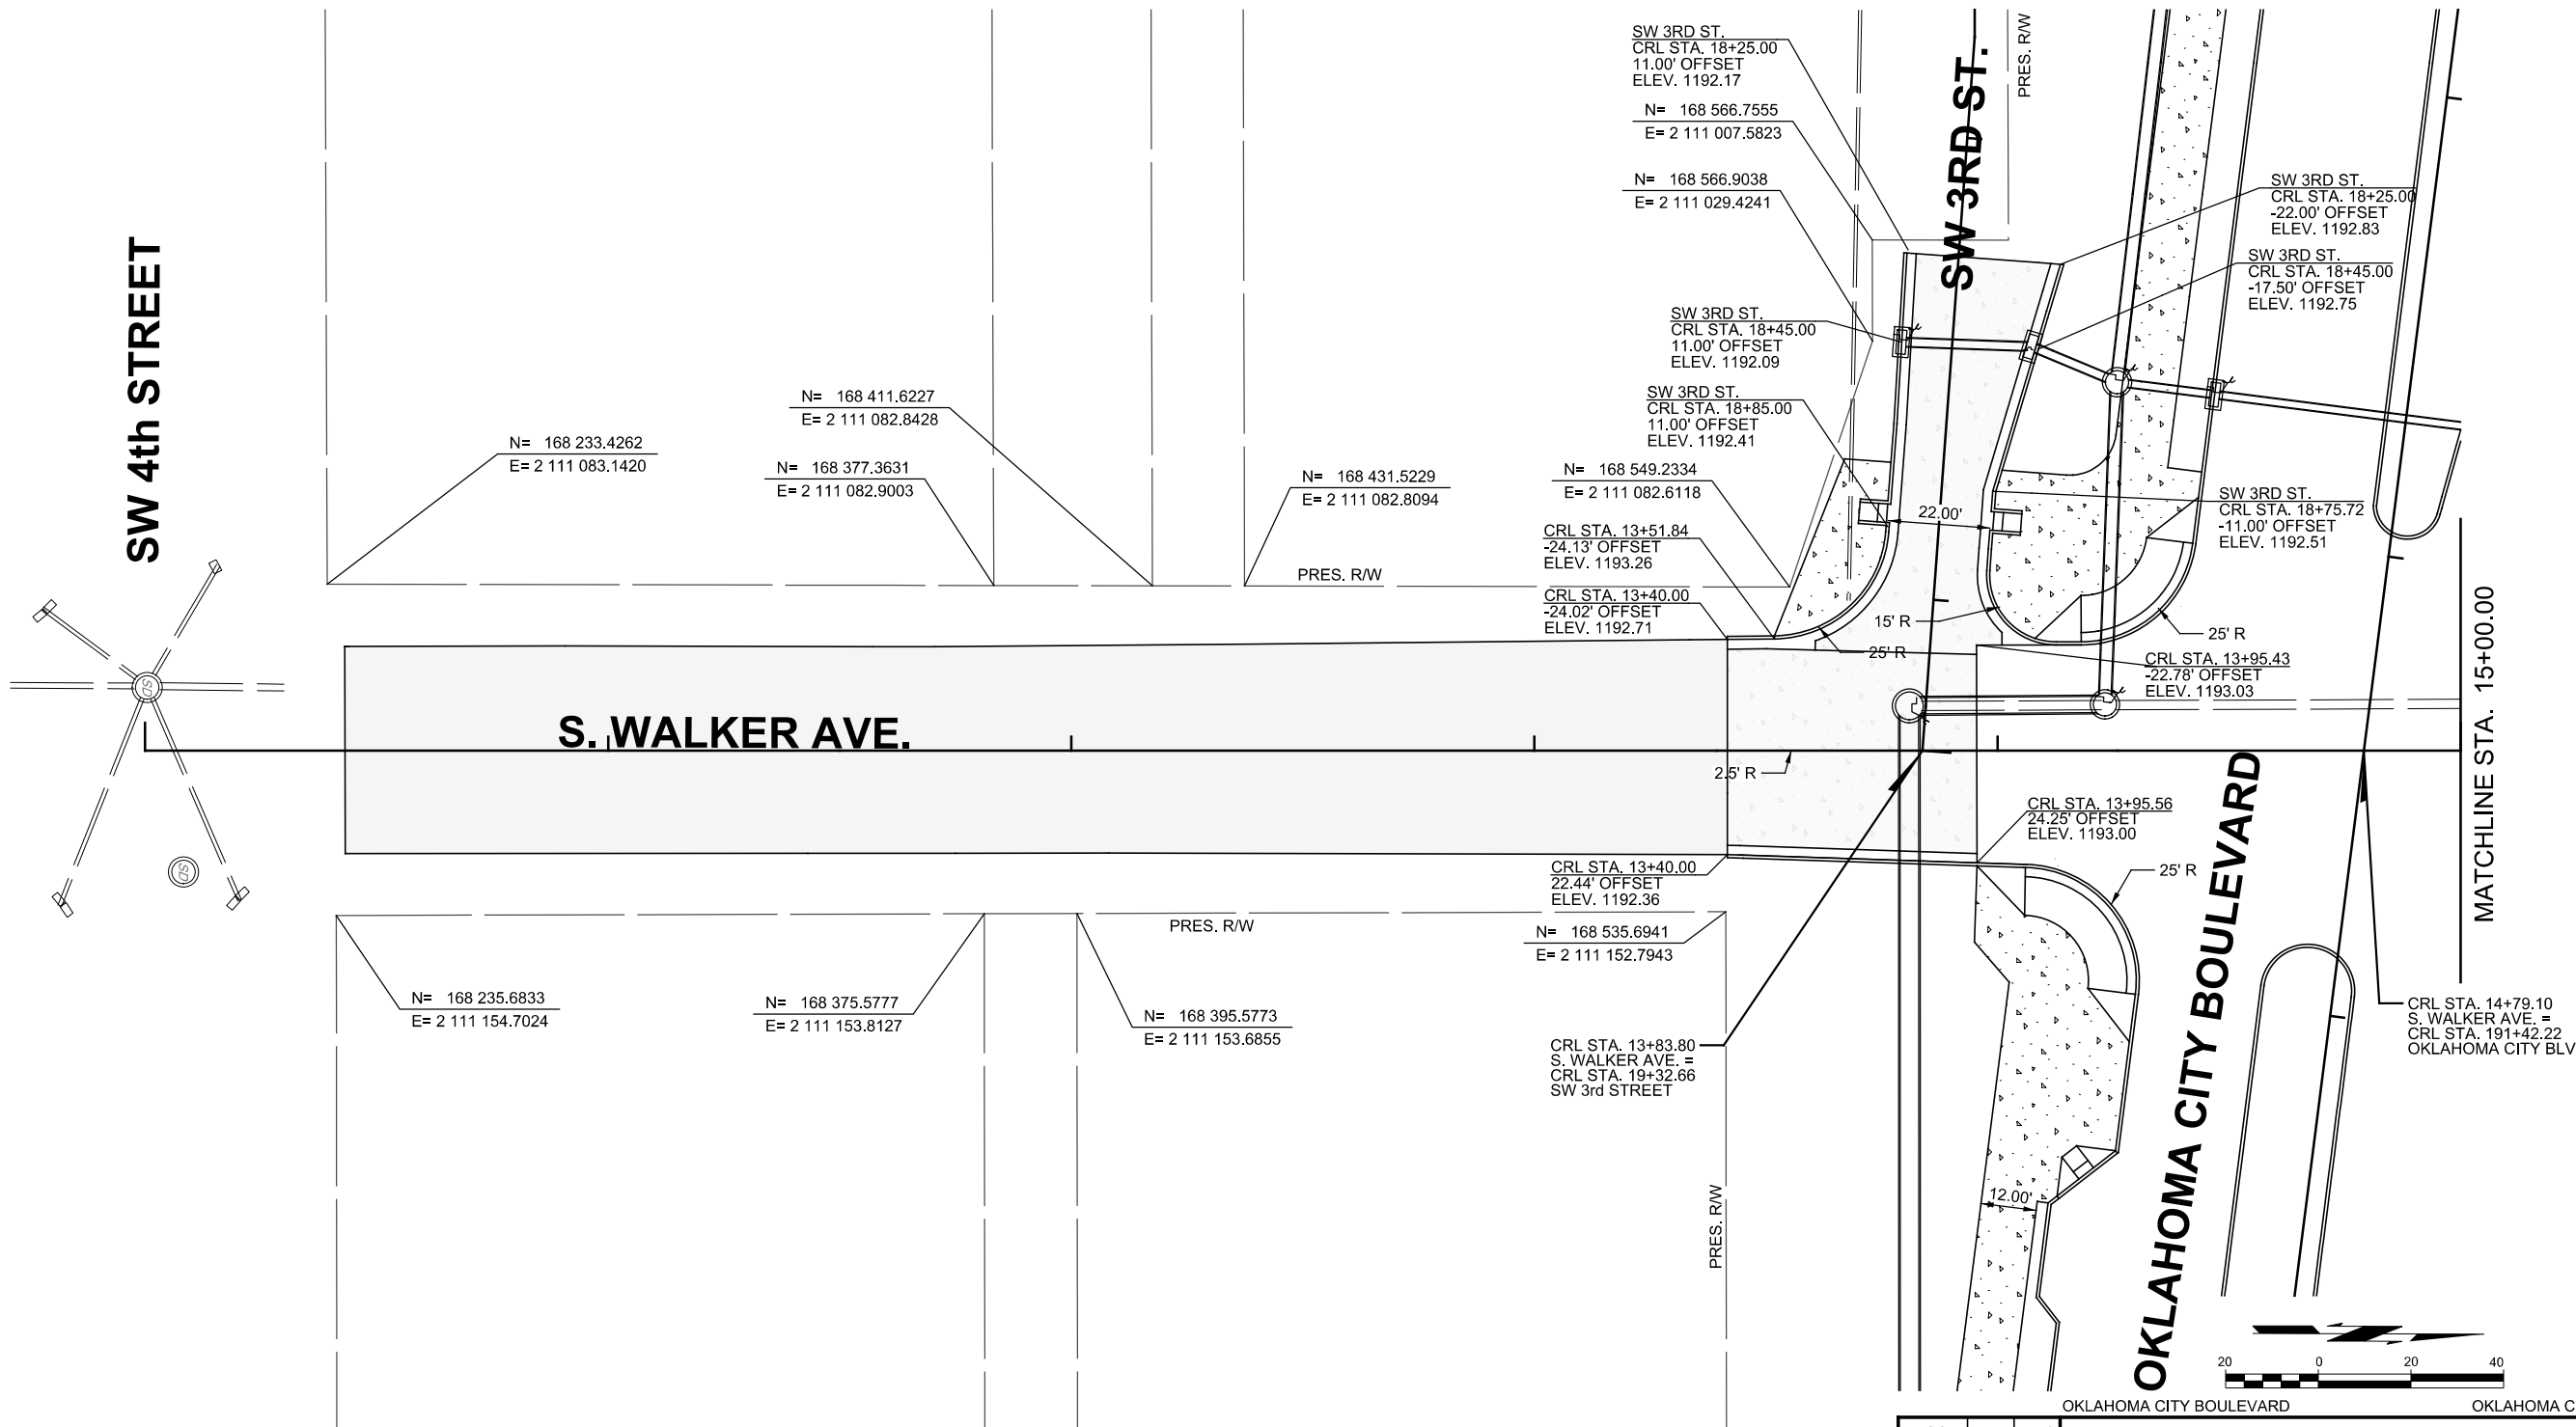 SW 4th STREET
N= 168 233.4262
E= 2 111 083.1420
N= 168 411.6227
E= 2 111 082.8428
N= 168 377.3631
E= 2 111 082.9003
N= 168 431.5229
E= 2 111 082.8094
PRES. R/W
SW 3RD ST.
CRL STA. 18+25.00
11.00' OFFSET
ELEV. 1192.17
N= 168 566.7555
E= 2 111 007.5823
N= 168 566.9038
E= 2 111 029.4241
SW 3RD ST.
CRL STA. 18+45.00
11.00' OFFSET
ELEV. 1192.09
SW 3RD ST.
CRL STA. 18+85.00
11.00' OFFSET
ELEV. 1192.41
N= 168 549.2334
E= 2 111 082.6118
CRL STA. 13+51.84
-24.13' OFFSET
ELEV. 1193.26
CRL STA. 13+40.00
-24.02' OFFSET
ELEV. 1192.71
SW 3RD ST.
PRES. R/W
SW 3RD ST.
CRL STA. 18+25.00
-22.00' OFFSET
ELEV. 1192.83
SW 3RD ST.
CRL STA. 18+45.00
-17.50' OFFSET
ELEV. 1192.75
SW 3RD ST.
CRL STA. 18+75.72
-11.00' OFFSET
ELEV. 1192.51
22.00'
15' R
25' R
25' R
CRL STA. 13+95.43
-22.78' OFFSET
ELEV. 1193.03
MATCHLINE STA. 15+00.00
SD
SD
S. WALKER AVE.
2.5' R
CRL STA. 13+95.56
24.25' OFFSET
ELEV. 1193.00
25' R
CRL STA. 13+40.00
22.44' OFFSET
ELEV. 1192.36
PRES. R/W
N= 168 535.6941
E= 2 111 152.7943
N= 168 235.6833
E= 2 111 154.7024
N= 168 375.5777
E= 2 111 153.8127
N= 168 395.5773
E= 2 111 153.6855
CRL STA. 13+83.80
S. WALKER AVE. =
CRL STA. 19+32.66
SW 3rd STREET
CRL STA. 14+79.10
S. WALKER AVE. =
CRL STA. 191+42.22
OKLAHOMA CITY BLV
PRES. R/W
12.00'
OKLAHOMA CITY BOULEVARD
20 0 20 40
OKLAHOMA CITY BOULEVARD OKLAHOMA C